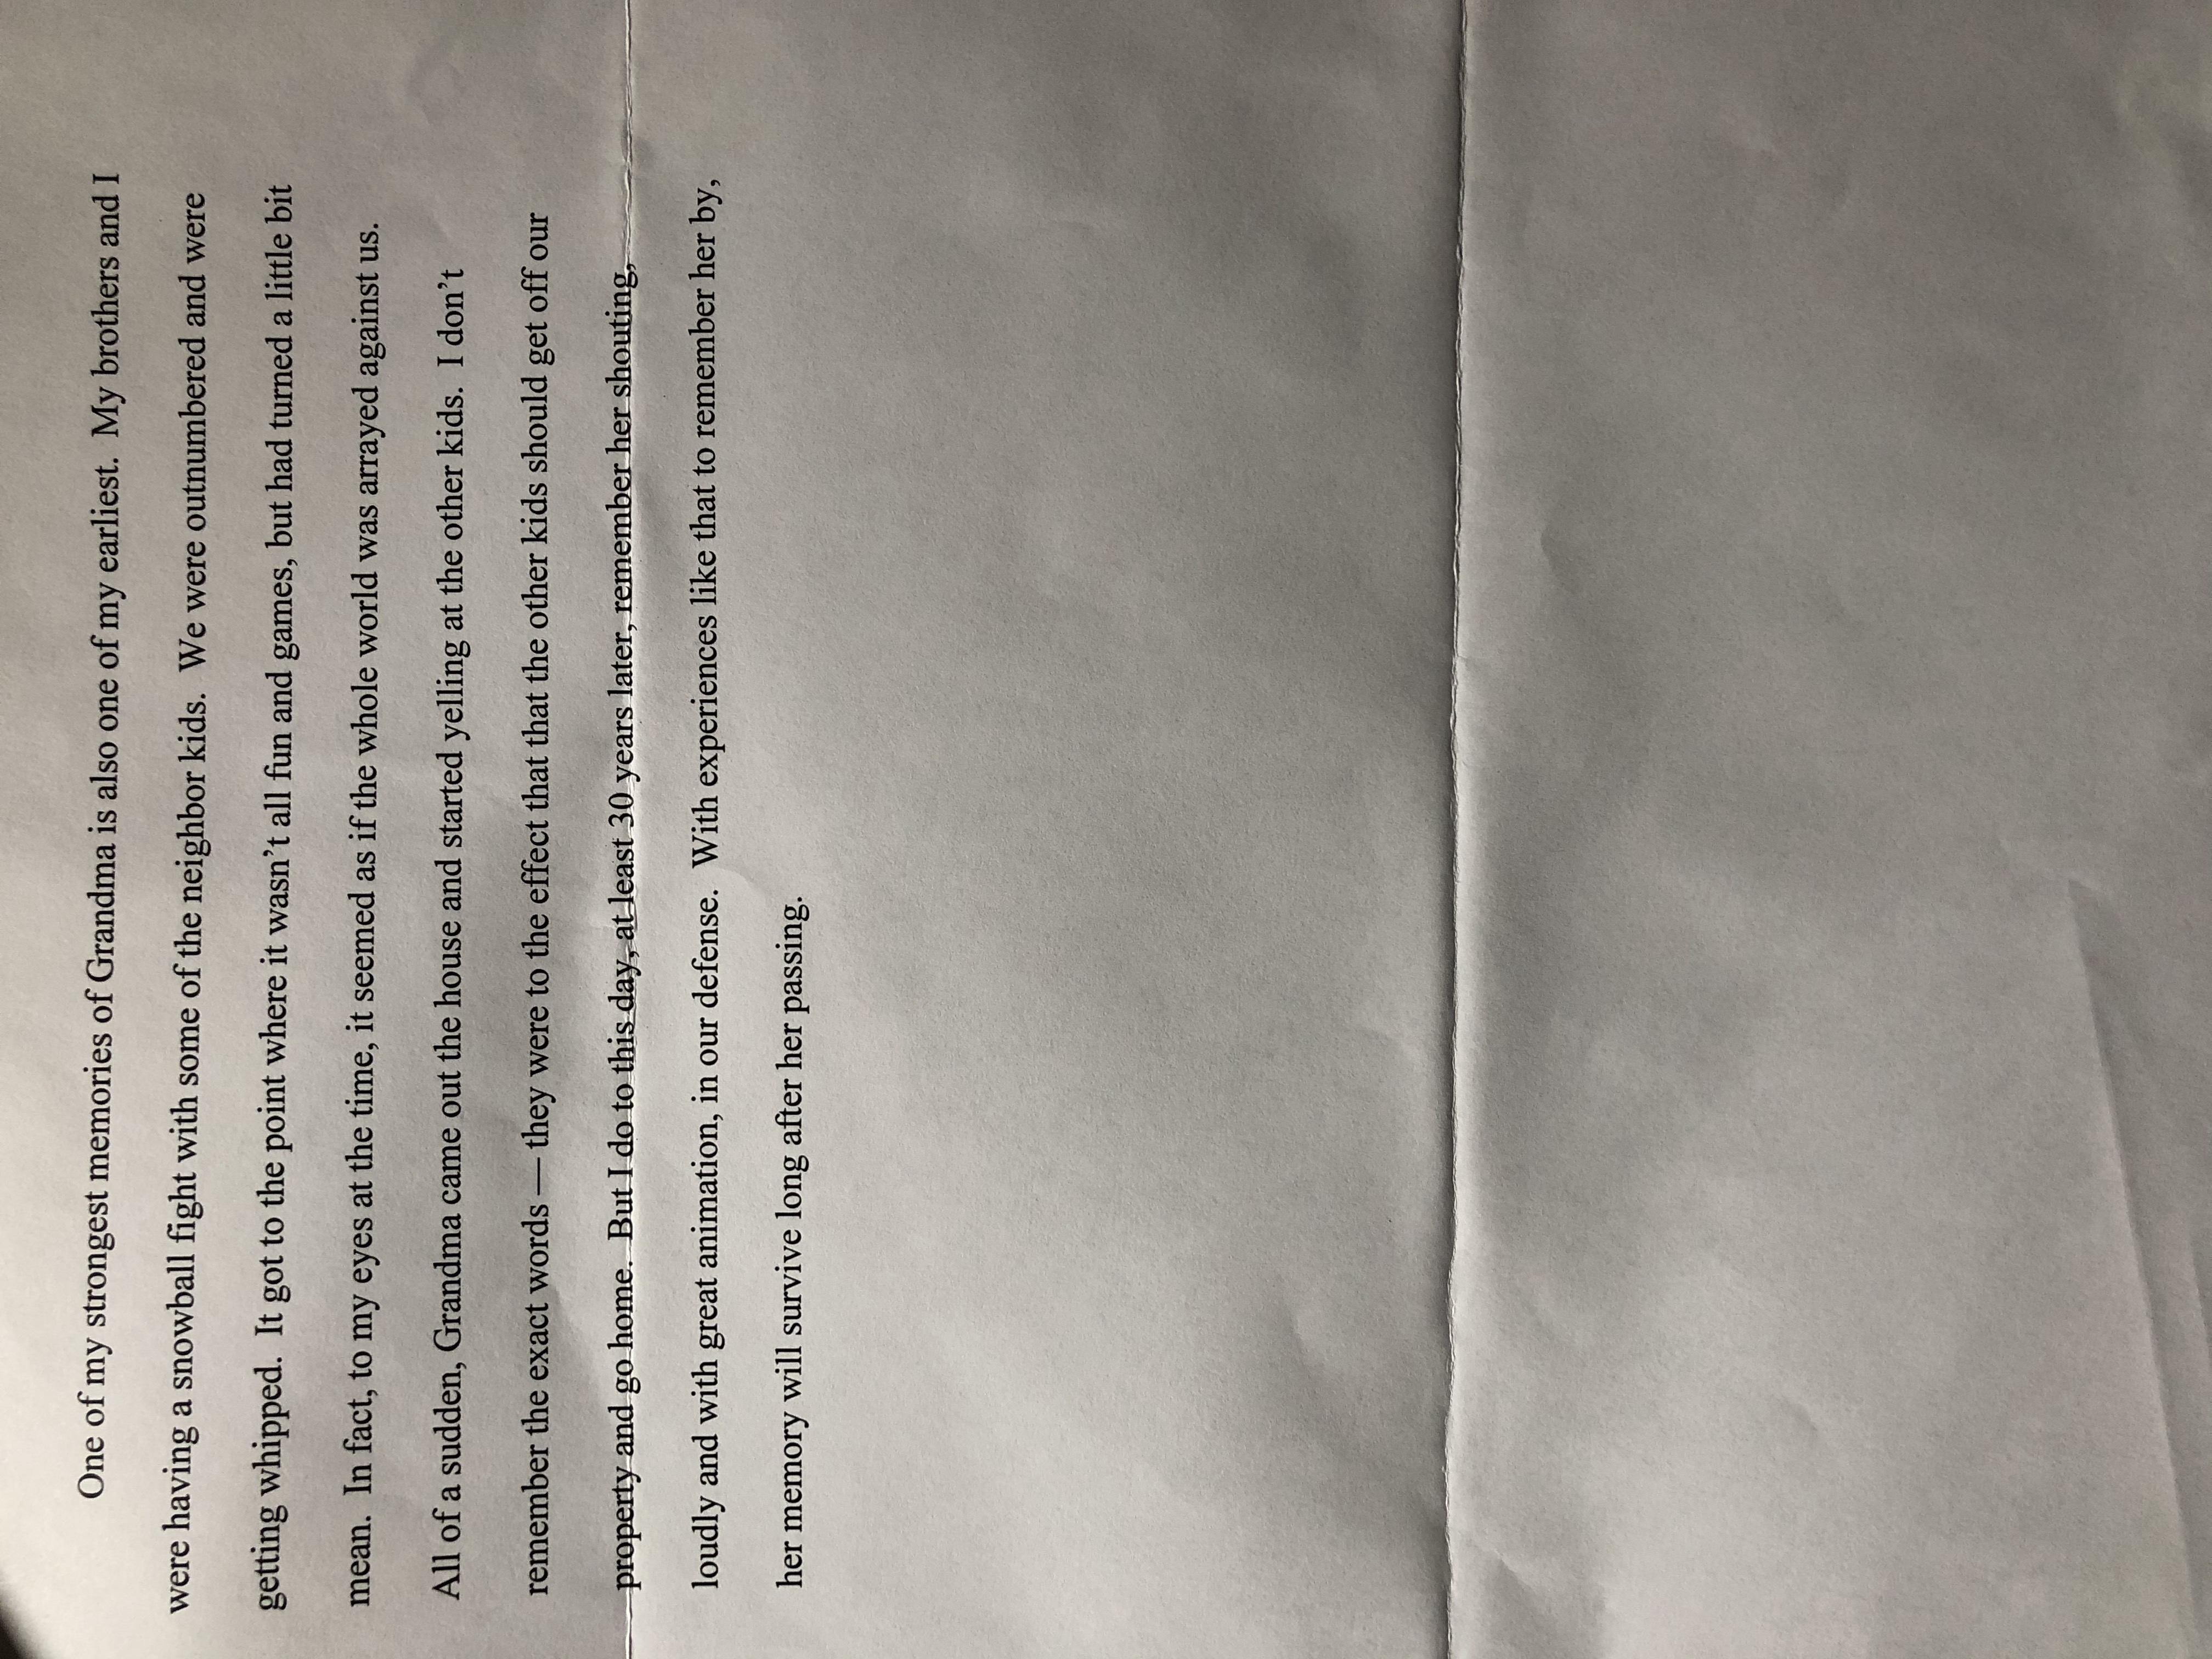 One of my strongest memories of Grandma is also one of my earliest.  My brothers and I
were having a snowball fight with some of the neighbor kids.  We were outnumbered and were
getting whipped.  It got to the point where it wasn’t all fun and games, but had turned a little bit
mean.  In fact, to my eyes at the time, it seemed as if the whole world was arrayed against us.
All of a sudden, Grandma came out the house and started yelling at the other kids.  I don’t
remember the exact words — they were to the effect that that the other kids should get off our
property and go home.  But I do to this day, at least 30 years later, remember her shouting,
loudly and with great animation, in our defense.  With experiences like that to remember her by,
her memory will survive long after her passing.